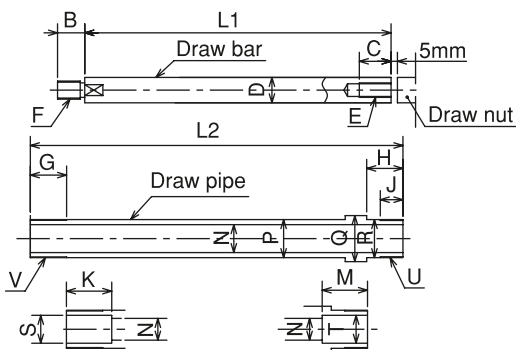 B L1
Draw bar C 5mm
D
F E Draw nut
L2
G H
J
Draw pipe
N P Q R
V K M U
S N N T